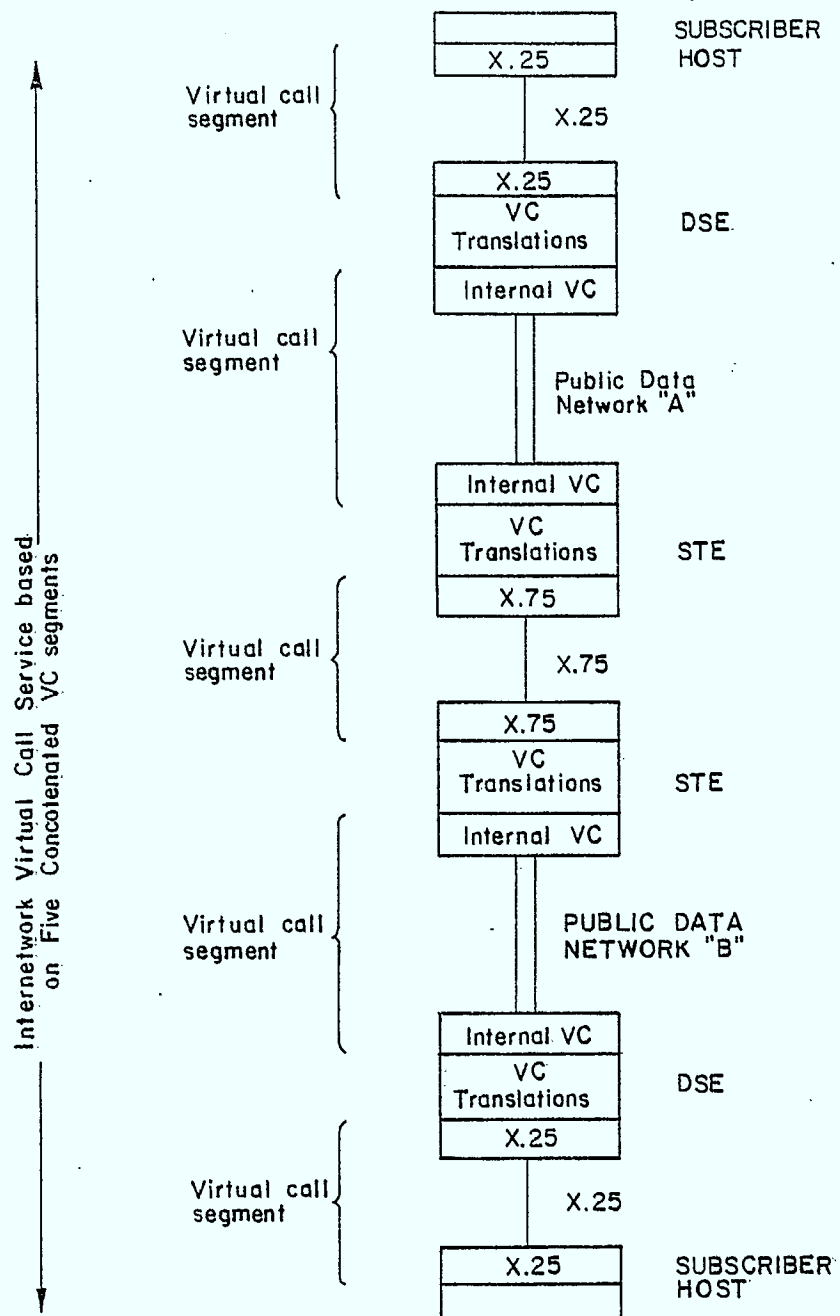 SUBSCRIBER
HOST
X.25
Virtual call
segment
X.25
X.25
VC
Translations
DSE
Internal VC
Virtual call
segment
Public Data
Network "A"
Internal VC
VC
Translations
STE
X.75
Virtual call
segment
X.75
X.75
VC
Translations
STE
Internal VC
Virtual call
segment
PUBLIC DATA
NETWORK "B"
Internal VC
VC
Translations
DSE
X.25
Virtual call
segment
X.25
X.25
SUBSCRIBER
HOST
Internetwork Virtual Call Service based
on Five Concotenated VC segments